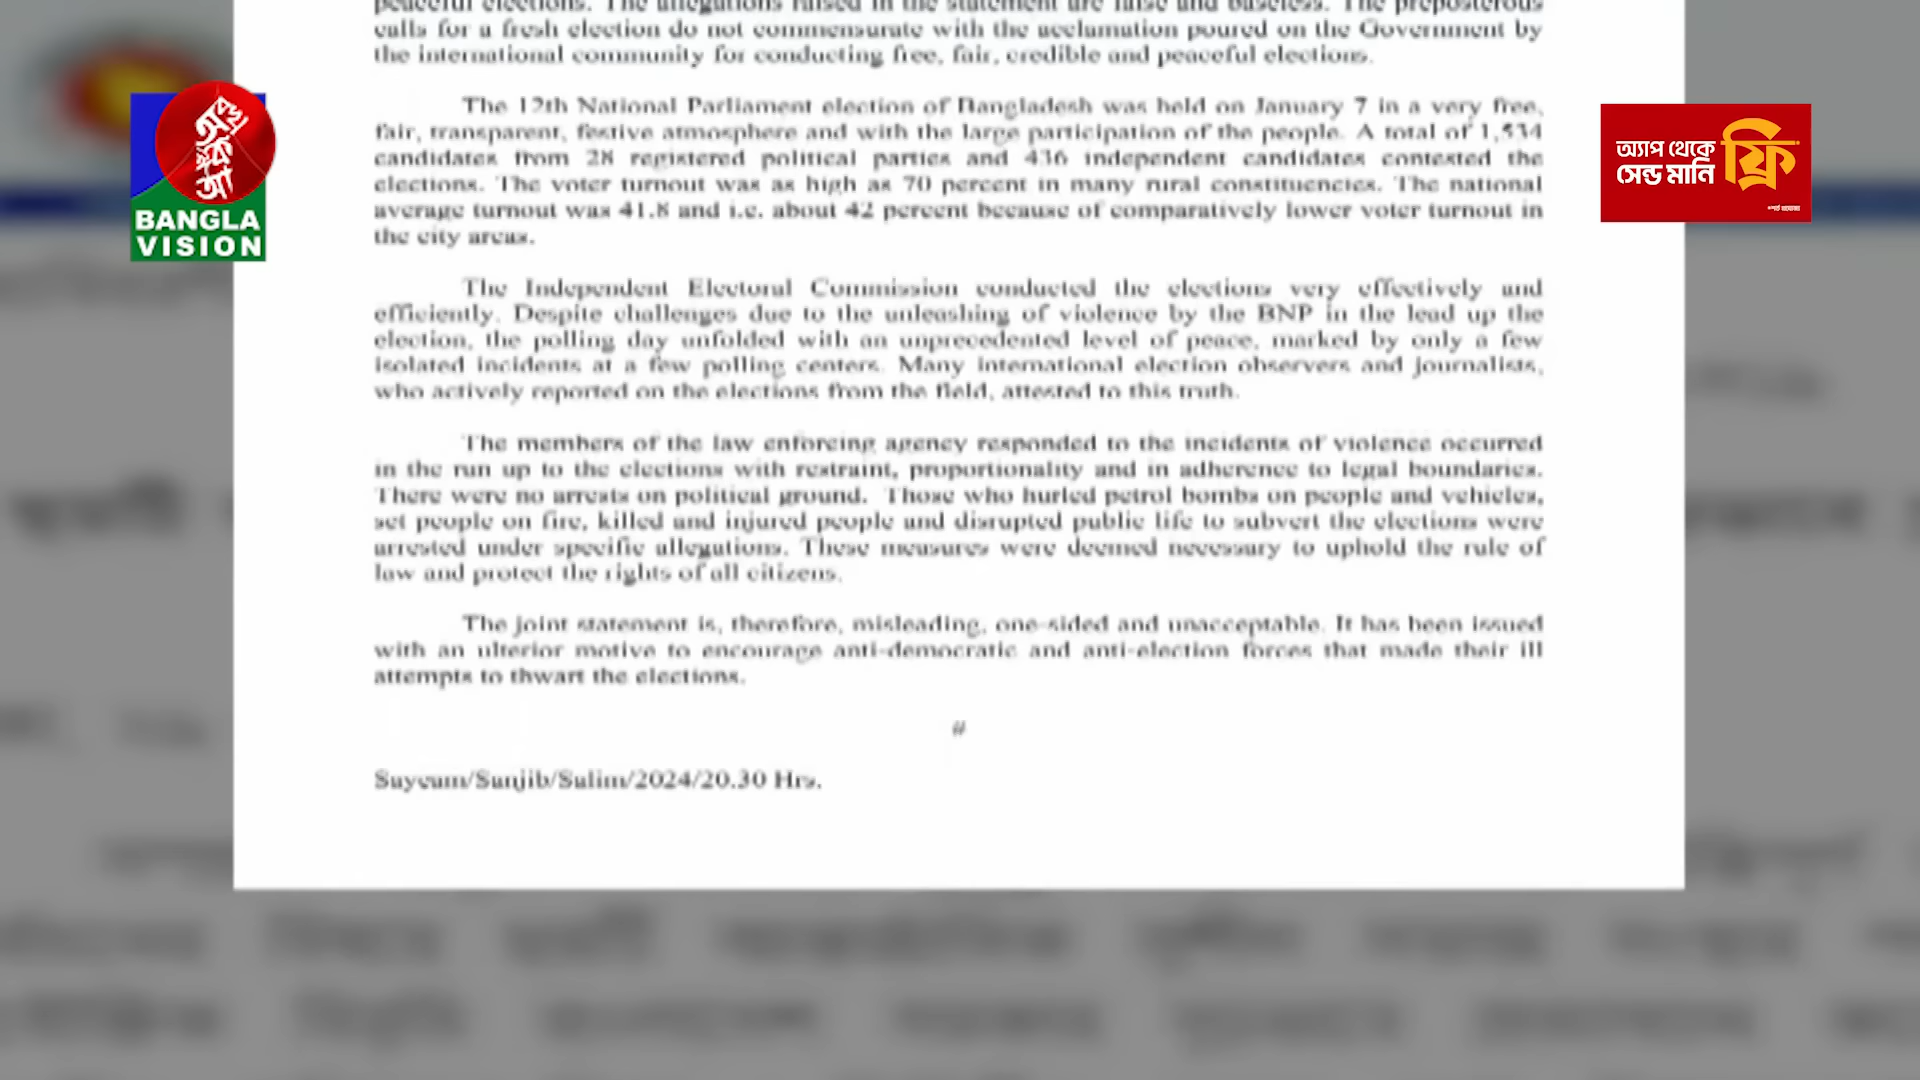 peaceful elections. The allegations raised in the statement are false and baseless. The preposterous
calls for a fresh election do not commensurate with the acclamation poured on the Government by
the international community for conducting free, fair, credible and peaceful elections.
The 12th National Parliament election of Bangladesh was held on January 7 in a very free,
fair, transparent, festive atmosphere and with the large participation of the people. A total of 1,534
candidates from 28 registered political parties and 436 independent candidates contested the
elections. The voter turnout was as high as 70 percent in many rural constituencies. The national
average turnout was 41.8 and i.e. about 42 percent because of comparatively lower voter turnout in
the city areas.
The Independent Electoral Commission conducted the elections very effectively and
efficiently. Despite challenges due to the unleashing of violence by the BNP in the lead up the
election, the polling day unfolded with an unprecedented level of peace, marked by only a few
isolated incidents at a few polling centers. Many international election observers and journalists,
who actively reported on the elections from the field, attested to this truth.
The members of the law enforcing agency responded to the incidents of violence occurred
in the run up to the elections with restraint, proportionality and in adherence to legal boundaries.
There were no arrests on political ground. Those who hurled petrol bombs on people and vehicles,
set people on fire, killed and injured people and disrupted public life to subvert the elections were
arrested under specific allegations. These measures were deemed necessary to uphold the rule of
law and protect the rights of all citizens.
The joint statement is, therefore, misleading, one-sided and unacceptable. It has been issued
with an ulterior motive to encourage anti-democratic and anti-election forces that made their ill
attempts to thwart the elections.
#
Sayeam/Sanjib/Salim/2024/20.30 Hrs.
BANGLA
VISION
অ্যাপ থেকে
সেন্ড মানি
ফ্রি